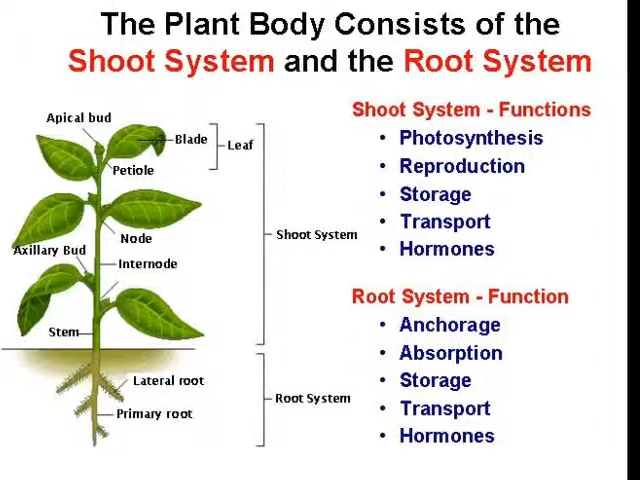 The Plant Body Consists of the
Shoot System and the Root System
Apical bud
Blade
Leaf
Petiole
Node
Axillary Bud
Internode
Shoot System
Stem
Lateral root
Primary root
Root System
Shoot System - Functions
• Photosynthesis
• Reproduction
• Storage
• Transport
• Hormones
Root System - Function
• Anchorage
• Absorption
• Storage
• Transport
• Hormones